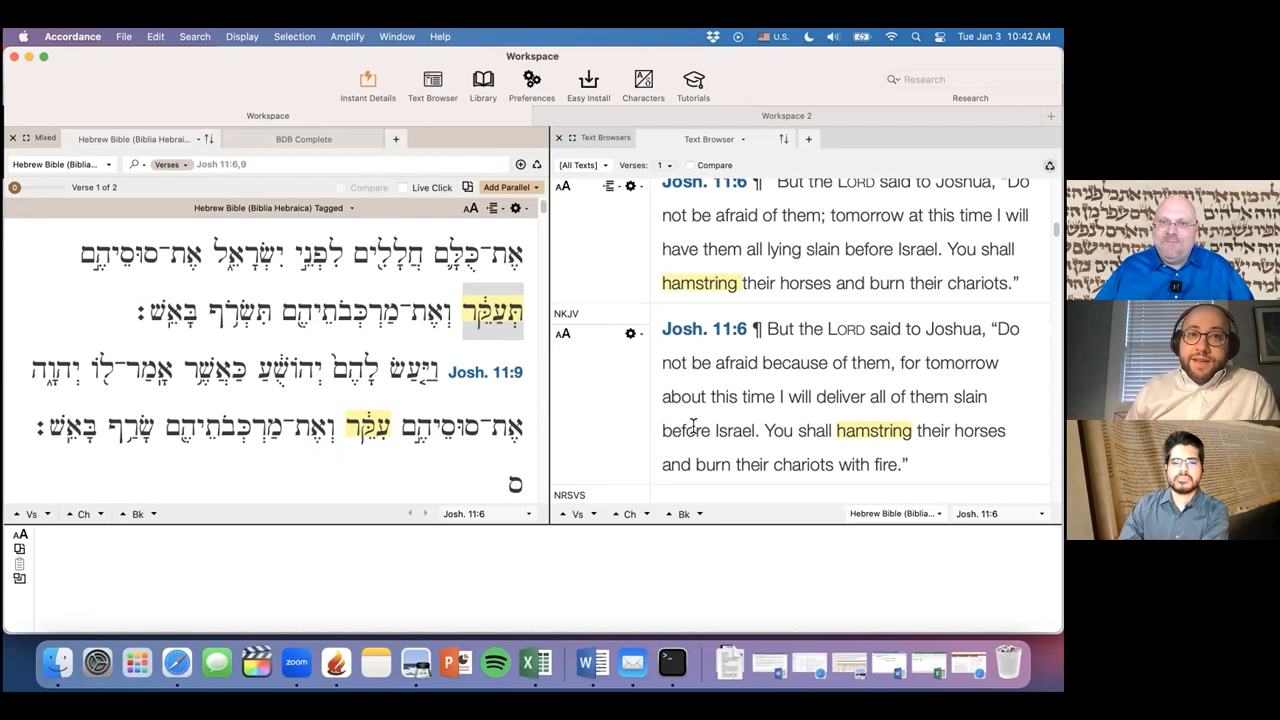 Accordance File Edit Search Display Selection Amplify Window Help
U.S. Tue Jan 3 10:42 AM
Workspace
Instant Details Text Browser Library Preferences Easy Install Characters Tutorials
Research
Research
Workspace Workspace 2
Mixed Hebrew Bible (Biblia Hebrai... BDB Complete
Hebrew Bible (Biblia... Verses Josh 11:6,9
0 Verse 1 of 2 Compare Live Click Add Parallel
Hebrew Bible (Biblia Hebraica) Tagged AA
אֶת־כֻּלָּ֛ם חֲלָלִ֖ים לִפְנֵ֣י יִשְׂרָאֵ֑ל אֶת־סוּסֵיהֶ֣ם
תְּעַקֵּ֔ר וְאֶת־מַרְכְּבֹתֵיהֶ֖ם תִּשְׂרֹ֥ף בָּאֵֽשׁ׃
Josh. 11:9 וַיַּ֤עַשׂ לָהֶם֙ יְהוֹשֻׁ֔עַ כַּאֲשֶׁ֥ר אָֽמַר־ל֖וֹ יְהוָ֑ה
אֶת־סוּסֵיהֶ֣ם עִקֵּ֔ר וְאֶת־מַרְכְּבֹתֵיהֶ֖ם שָׂרַ֥ף בָּאֵֽשׁ׃
ס
Vs Ch Bk Josh. 11:6
Text Browsers Text Browser
[All Texts] Verses: 1 Compare
AA
Josh. 11:6 ¶ But the LORD said to Joshua, “Do
not be afraid of them; tomorrow at this time I will
have them all lying slain before Israel. You shall
hamstring their horses and burn their chariots.”
NKJV
AA
Josh. 11:6 ¶ But the LORD said to Joshua, “Do
not be afraid because of them, for tomorrow
about this time I will deliver all of them slain
before Israel. You shall hamstring their horses
and burn their chariots with fire.”
NRSVS
Vs Ch Bk Hebrew Bible (Biblia... Josh. 11:6
AA
zoom